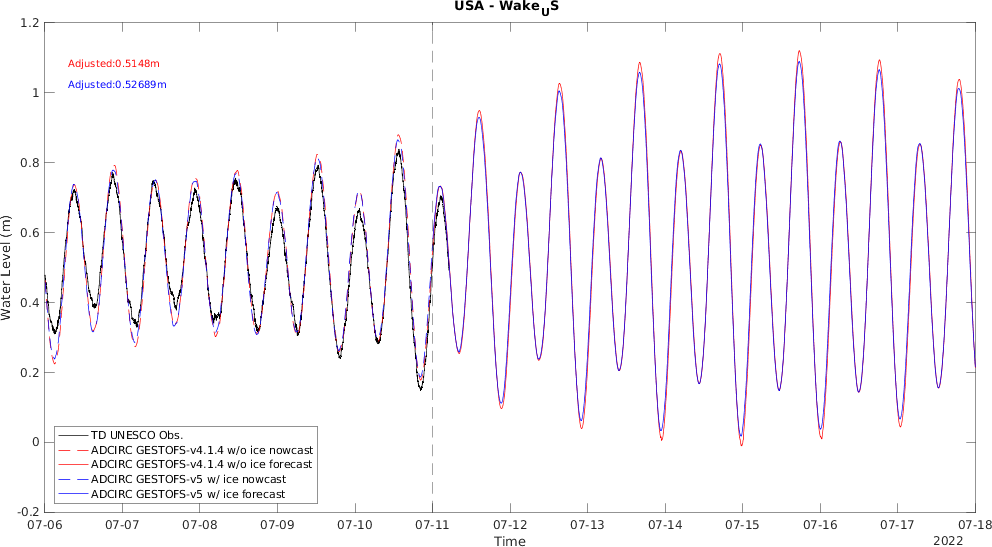 USA - Wake_US
1.2
1
0.8
0.6
0.4
0.2
0
-0.2
Water Level (m)
Adjusted:0.5148m
Adjusted:0.52689m
TD UNESCO Obs.
ADCIRC GESTOFS-v4.1.4 w/o ice nowcast
ADCIRC GESTOFS-v4.1.4 w/o ice forecast
ADCIRC GESTOFS-v5 w/ ice nowcast
ADCIRC GESTOFS-v5 w/ ice forecast
07-06 07-07 07-08 07-09 07-10 07-11 07-12 07-13 07-14 07-15 07-16 07-17 07-18
Time
2022